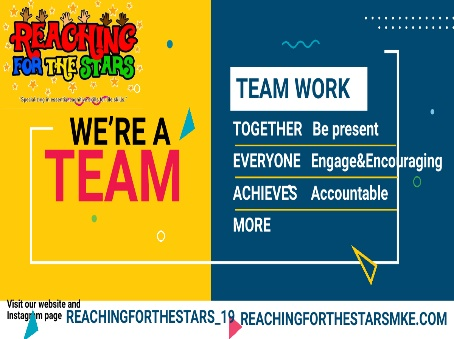 REACHING
FOR THE STARS
WE'RE A
TEAM
TEAM WORK
TOGETHER Be present
EVERYONE Engage&Encouraging
ACHIEVES Accountable
MORE
Visit our website and
Instagram page
REACHINGFORTHESTARS_19
REACHINGFORTHESTARSMKE.COM